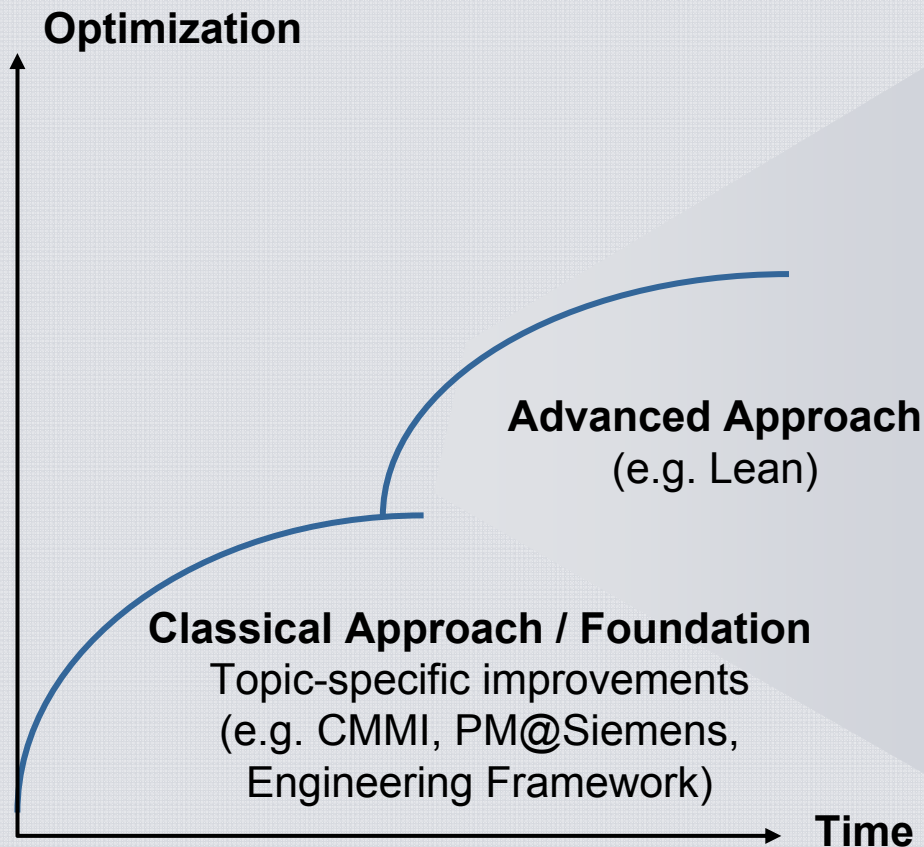 Optimization
Advanced Approach
(e.g. Lean)
Classical Approach / Foundation
Topic-specific improvements
(e.g. CMMI, PM@Siemens,
Engineering Framework)
Time